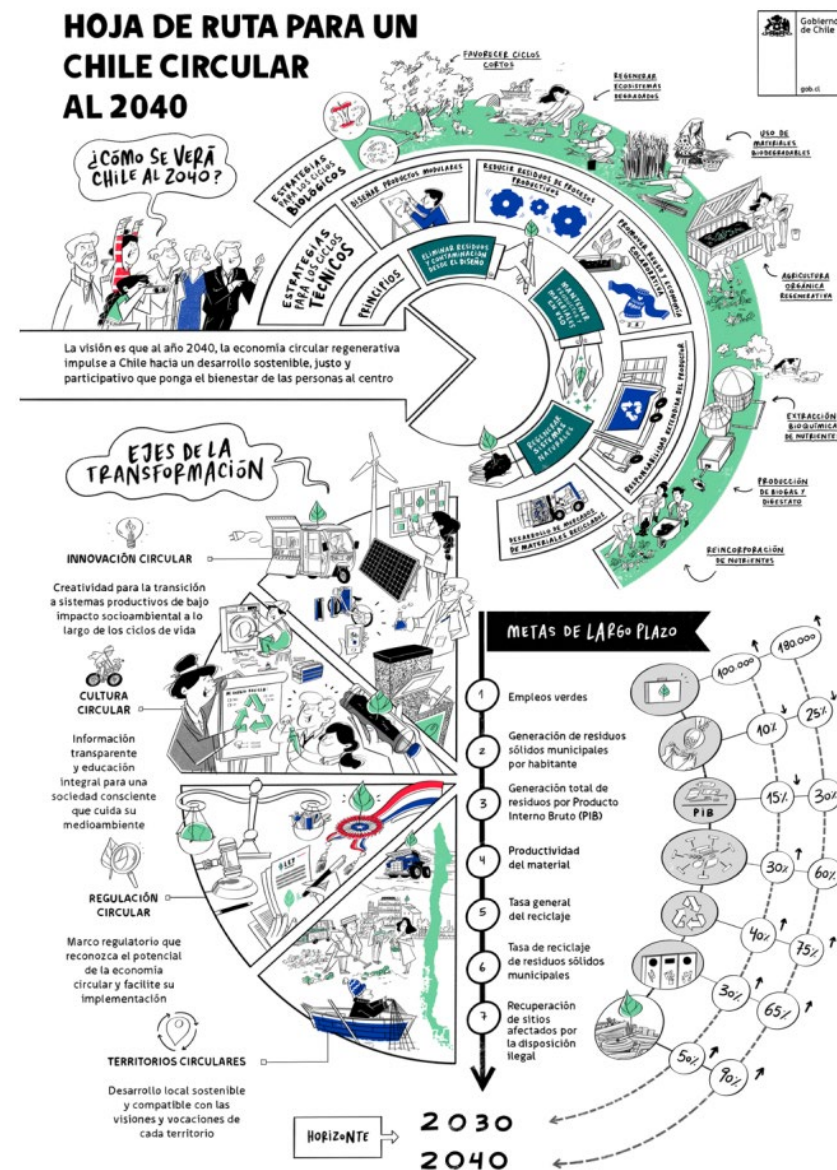 HOJA DE RUTA PARA UN
CHILE CIRCULAR
AL 2040
Gobierno
de Chile
gob.cl
¿CÓMO SE VERÁ
CHILE AL 2040?
La visión es que al año 2040, la economía circular regenerativa
impulse a Chile hacia un desarrollo sostenible, justo y
participativo que ponga el bienestar de las personas al centro
ESTRATEGIAS
PARA LOS CICLOS
BIOLÓGICOS
FAVORECER CICLOS
CORTOS
REGENERAR
ECOSISTEMAS
DEGRADADOS
USO DE
MATERIALES
BIODEGRADABLES
AGRICULTURA
ORGÁNICA
REGENERATIVA
EXTRACCIÓN
BIOQUÍMICA
DE NUTRIENTES
PRODUCCIÓN
DE BIOGAS Y
DIGESTATO
REINCORPORACIÓN
DE NUTRIENTES
ESTRATEGIAS
PARA LOS CICLOS
TÉCNICOS
DISEÑAR PRODUCTOS MODULARES
REDUCIR RESIDUOS DE PROCESOS
PRODUCTIVOS
PROMOVER REUSO Y ECONOMÍA
COLABORATIVA
RESPONSABILIDAD EXTENDIDA DEL PRODUCTOR
DESARROLLO DE MERCADOS
DE MATERIALES RECICLADOS
PRINCIPIOS
ELIMINAR RESIDUOS
Y CONTAMINACIÓN
DESDE EL DISEÑO
MANTENER
PRODUCTOS Y
MATERIALES
EN USO
REGENERAR
SISTEMAS
NATURALES
EJES DE LA
TRANSFORMACIÓN
INNOVACIÓN CIRCULAR
Creatividad para la transición
a sistemas productivos de bajo
impacto socioambiental a lo
largo de los ciclos de vida
CULTURA
CIRCULAR
Información
transparente
y educación
integral para una
sociedad consciente
que cuida su
medioambiente
REGULACIÓN
CIRCULAR
Marco regulatorio que
reconozca el potencial
de la economía
circular y facilite su
implementación
TERRITORIOS CIRCULARES
Desarrollo local sostenible
y compatible con las
visiones y vocaciones de
cada territorio
LEY
METAS DE LARGO PLAZO
1 Empleos verdes
100.000 180.000
2 Generación de residuos
sólidos municipales
por habitante
10% 25%
3 Generación total de
residuos por Producto
Interno Bruto (PIB)
PIB
15% 30%
4 Productividad
del material
30% 60%
5 Tasa general
del reciclaje
40% 75%
6 Tasa de reciclaje
de residuos sólidos
municipales
30% 65%
7 Recuperación
de sitios
afectados por
la disposición
ilegal
50% 90%
HORIZONTE
2030
2040